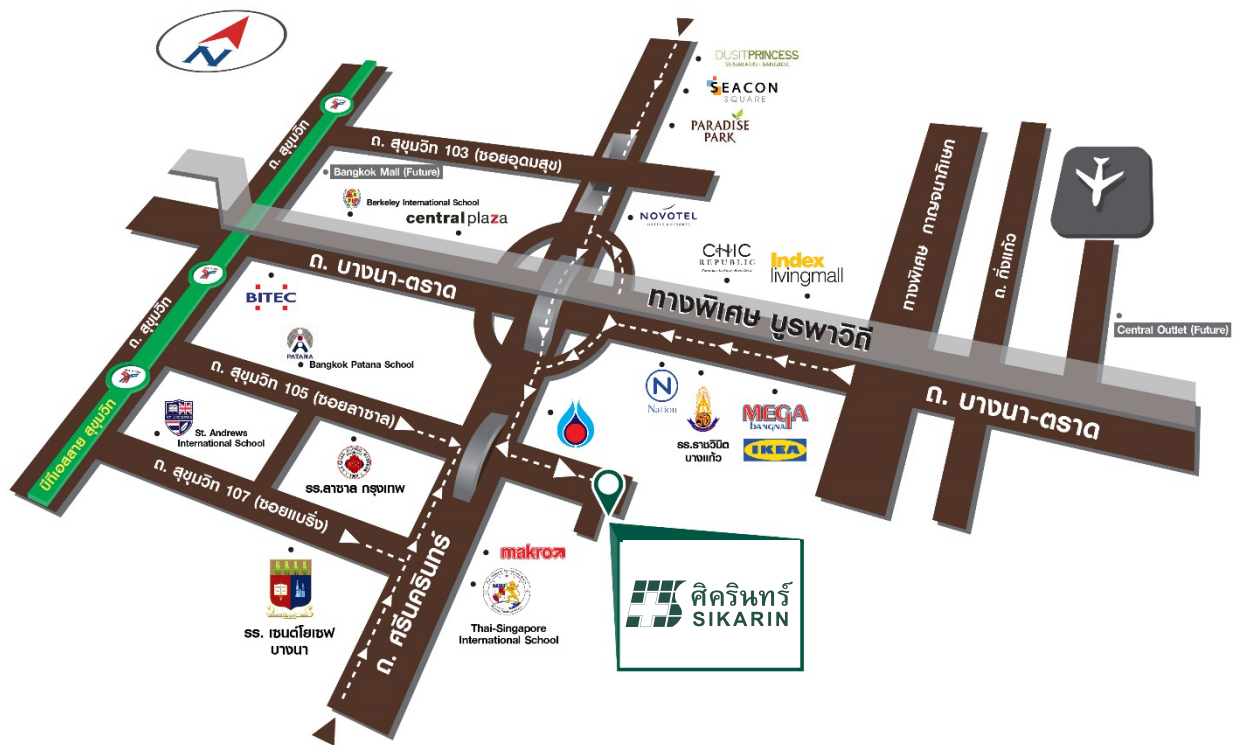 N
DUSIT PRINCESS
SRINAKARIN • BANGKOK
SEACON
SQUARE
PARADISE
PARK
ถ. สุขุมวิท
ถ. สุขุมวิท 103 (ซอยอุดมสุข)
Bangkok Mall (Future)
Berkeley International School
centralplaza
NOVOTEL
HOTELS & RESORTS
CHIC
REPUBLIC
Index
livingmall
ทางพิเศษ กาญจนาภิเษก
ถ. กิ่งแก้ว
Central Outlet (Future)
ถ. บางนา-ตราด
ทางพิเศษ บูรพาวิถี
ถ. บางนา-ตราด
BITEC
ถ. สุขุมวิท
PATANA
Bangkok Patana School
ถ. สุขุมวิท 105 (ซอยลาซาล)
N
Nation
รร.ราชวินิต
บางแก้ว
MEGA
BANGNA
IKEA
St. Andrews
International School
รร.ลาซาล กรุงเทพ
บีทีเอสสาย สุขุมวิท
ถ. สุขุมวิท 107 (ซอยแบริ่ง)
รร. เซนต์โยเซฟ
บางนา
ถ. ศรีนครินทร์
makro
Thai-Singapore
International School
ศิครินทร์
SIKARIN